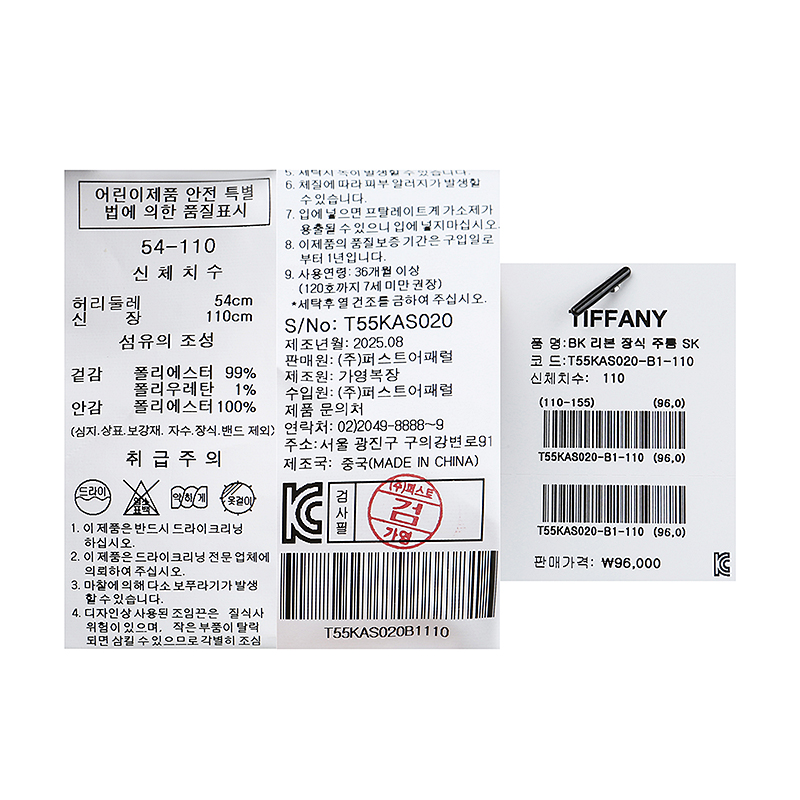 어린이제품 안전 특별
법에 의한 품질표시
54-110
신체치수
허리둘레 54cm
신 장 110cm
섬유의 조성
겉감 폴리에스터 99%
폴리우레탄 1%
안감 폴리에스터 100%
(심지.상표.보강재. 자수.장식.밴드 제외)
취급주의
드라이
염소
표백
약하게
옷걸이
1. 이 제품은 반드시 드라이크리닝
하십시오.
2. 이 제품은 드라이크리닝 전문 업체에
의뢰하여 주십시오.
3. 마찰에 의해 다소 보푸라기가 발생
할 수 있습니다.
4. 디자인상 사용된 조임끈은 질식사
위험이 있으며, 작은 부품이 탈락
되면 삼킬 수 있으므로 각별히 조심
6. 체질에 따라 피부 알러지가 발생할
수 있습니다.
7. 입에 넣으면 프탈레이트계 가소제가
용출될 수 있으니 입에 넣지마십시오.
8. 이제품의 품질보증 기간은 구입일로
부터 1년입니다.
9. 사용연령: 36개월 이상
(120호까지 7세 미만 권장)
*세탁후 열 건조를 금하여 주십시오.
S/No: T55KAS020
제조년월: 2025.08
판매원: (주)퍼스트어패럴
제조원: 가영복장
수입원: (주)퍼스트어패럴
제품 문의처
연락처: 02)2049-8888~9
주소:서울 광진구 구의강변로91
제조국: 중국(MADE IN CHINA)
KC
검사필
(주)퍼스트
검
가영
T55KAS020B1110
TIFFANY
품 명:BK 리본 장식 주름 SK
코 드:T55KAS020-B1-110
신체치수: 110
(110-155) (96,0)
T55KAS020-B1-110 (96,0)
T55KAS020-B1-110 (96,0)
판매가격: ₩96,000
KC